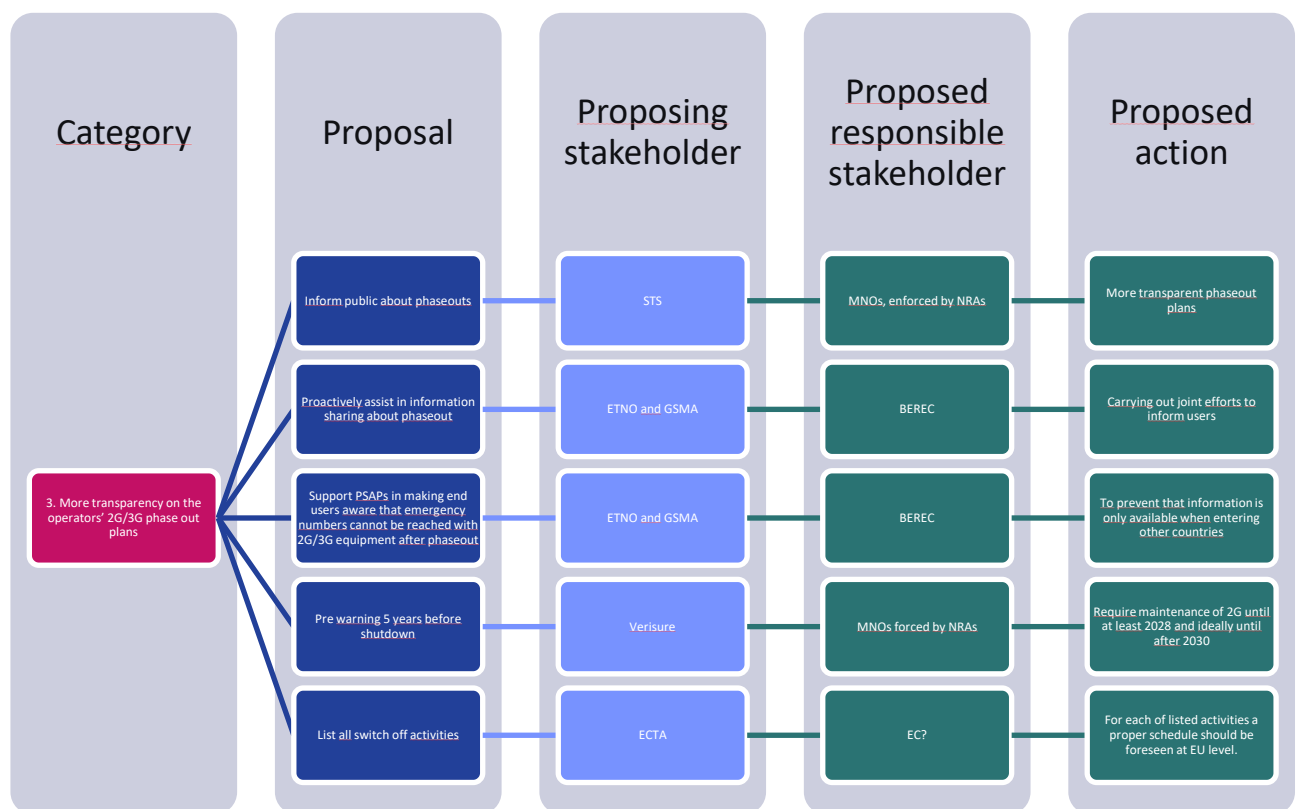 Category
Proposal
Proposing
stakeholder
Proposed
responsible
stakeholder
Proposed
action
3. More transparency on the
operators' 2G/3G phase out
plans
Inform public about phaseouts
STS
MNOs, enforced by NRAs
More transparent phaseout
plans
Proactively assist in information
sharing about phaseout
ETNO and GSMA
BEREC
Carrying out joint efforts to
inform users
Support PSAPs in making end
users aware that emergency
numbers cannot be reached with
2G/3G equipment after phaseout
ETNO and GSMA
BEREC
To prevent that information is
only available when entering
other countries
Pre warning 5 years before
shutdown
Verisure
MNOs forced by NRAs
Require maintenance of 2G until
at least 2028 and ideally until
after 2030
List all switch off activities
ECTA
EC?
For each of listed activities a
proper schedule should be
foreseen at EU level.